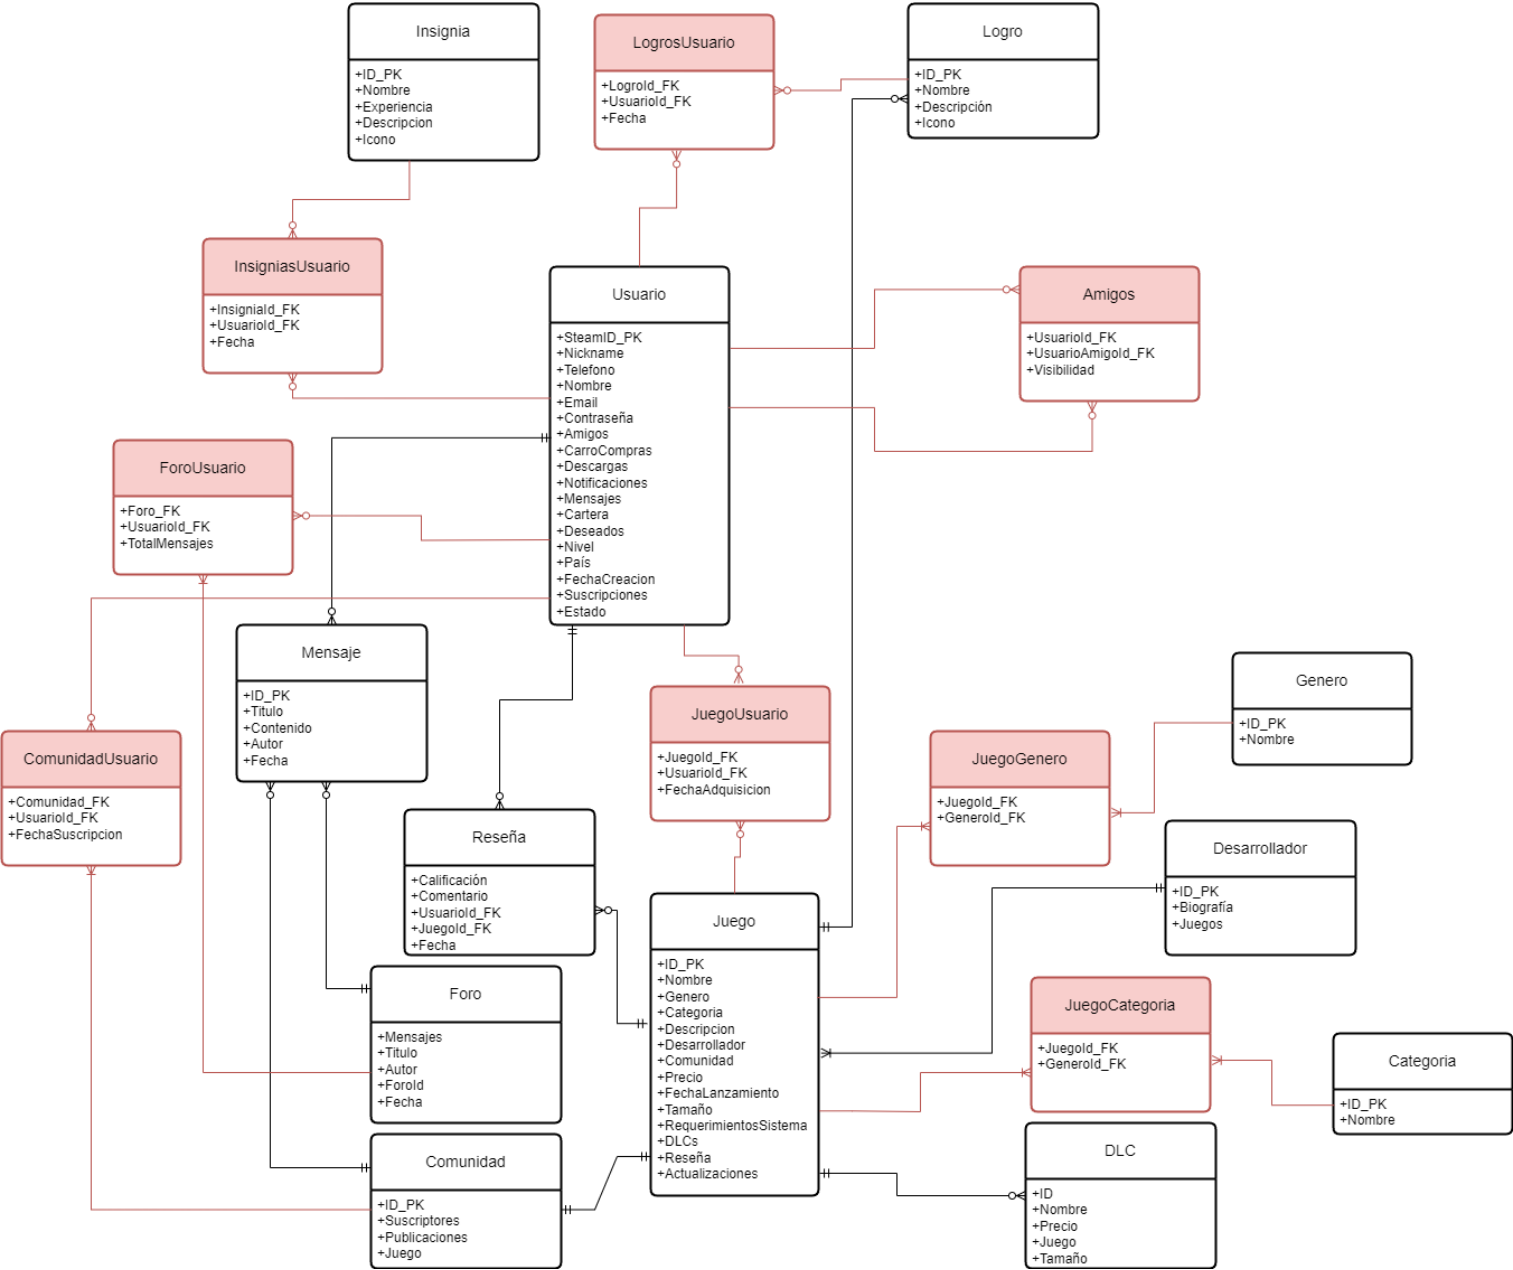 Insignia
+ID_PK
+Nombre
+Experiencia
+Descripcion
+Icono
LogrosUsuario
+LogroId_FK
+UsuarioId_FK
+Fecha
Logro
+ID_PK
+Nombre
+Descripción
+Icono
InsigniasUsuario
+InsigniaId_FK
+UsuarioId_FK
+Fecha
Usuario
+SteamID_PK
+Nickname
+Telefono
+Nombre
+Email
+Contraseña
+Amigos
+CarroCompras
+Descargas
+Notificaciones
+Mensajes
+Cartera
+Deseados
+Nivel
+País
+FechaCreacion
+Suscripciones
+Estado
Amigos
+UsuarioId_FK
+UsuarioAmigoId_FK
+Visibilidad
ForoUsuario
+Foro_FK
+UsuarioId_FK
+TotalMensajes
Mensaje
+ID_PK
+Titulo
+Contenido
+Autor
+Fecha
ComunidadUsuario
+Comunidad_FK
+UsuarioId_FK
+FechaSuscripcion
JuegoUsuario
+JuegoId_FK
+UsuarioId_FK
+FechaAdquisicion
Genero
+ID_PK
+Nombre
JuegoGenero
+JuegoId_FK
+GeneroId_FK
Reseña
+Calificación
+Comentario
+UsuarioId_FK
+JuegoId_FK
+Fecha
Desarrollador
+ID_PK
+Biografía
+Juegos
Juego
+ID_PK
+Nombre
+Genero
+Categoria
+Descripcion
+Desarrollador
+Comunidad
+Precio
+FechaLanzamiento
+Tamaño
+RequerimientosSistema
+DLCs
+Reseña
+Actualizaciones
Foro
+Mensajes
+Titulo
+Autor
+ForoId
+Fecha
JuegoCategoria
+JuegoId_FK
+GeneroId_FK
Categoria
+ID_PK
+Nombre
Comunidad
+ID_PK
+Suscriptores
+Publicaciones
+Juego
DLC
+ID
+Nombre
+Precio
+Juego
+Tamaño